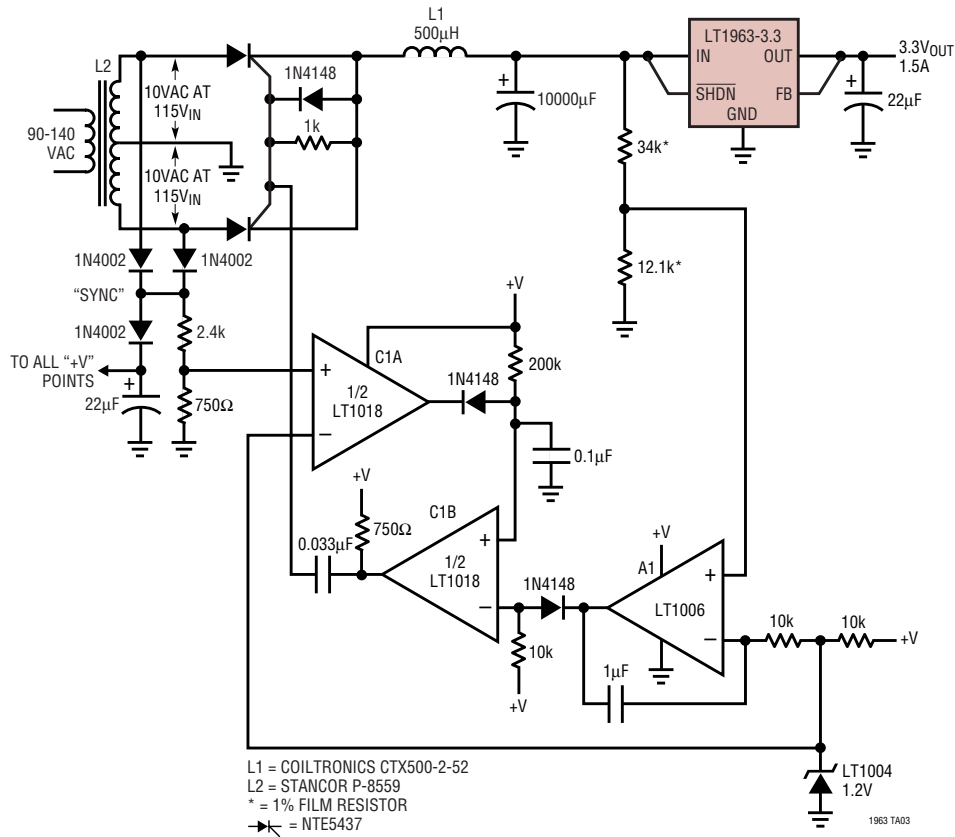 L1
500µH
LT1963-3.3
IN
OUT
SHDN
FB
GND
3.3VOUT
1.5A
L2
10VAC AT
115VIN
1N4148
1k
10000µF
22µF
90-140
VAC
10VAC AT
115VIN
34k*
1N4002
1N4002
12.1k*
"SYNC"
+V
1N4002
2.4k
C1A
200k
TO ALL "+V"
POINTS
+
1/2
LT1018
–
1N4148
+
22µF
750Ω
0.1µF
+V
C1B
0.033µF
750Ω
+
1/2
LT1018
–
+V
A1
+
LT1006
–
1N4148
10k
10k
10k
+V
1µF
+V
L1 = COILTRONICS CTX500-2-52
L2 = STANCOR P-8559
* = 1% FILM RESISTOR
= NTE5437
LT1004
1.2V
1963 TA03